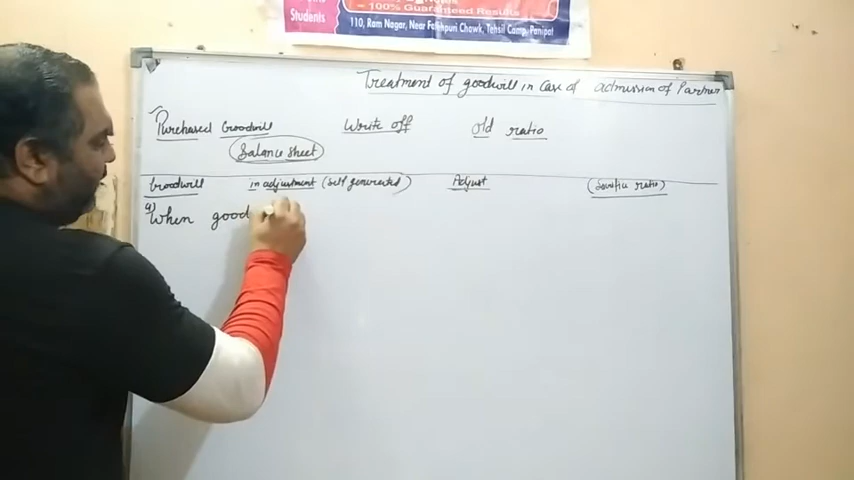 Students
– 100% Guaranteed Results –
110, Ram Nagar, Near Fatehpuri Chowk, Tehsil Camp, Panipat
Treatment of goodwill in case of admission of Partner
Purchased Goodwill Write off Old ratio
Balance sheet
Goodwill in adjustment (self generated) Adjust (Sacrifice ratio)
a) When good